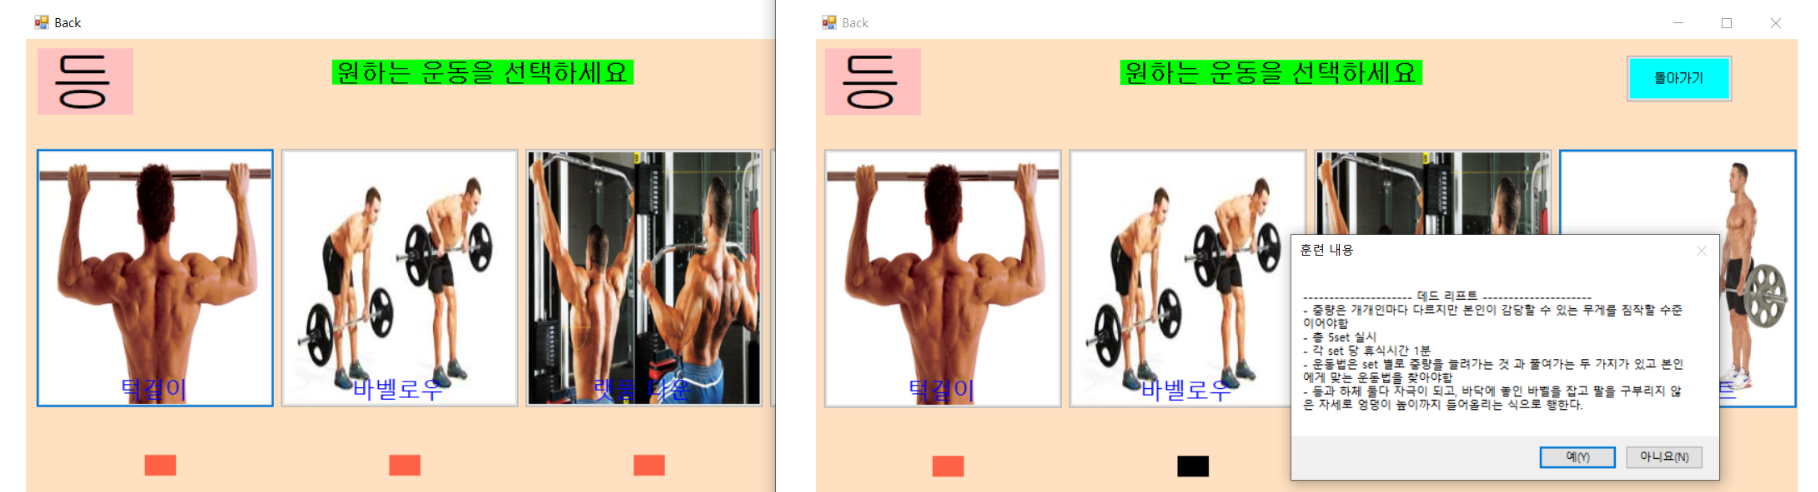 Back
등
원하는 운동을 선택하세요
턱걸이
바벨로우
랫풀 다운
Back
등
원하는 운동을 선택하세요
돌아가기
턱걸이
바벨로우
트
훈련 내용
--------------------- 데드 리프트 ---------------------
- 중량은 개개인마다 다르지만 본인이 감당할 수 있는 무게를 짐작할 수준
이어야함
- 총 5set 실시
- 각 set 당 휴식시간 1분
- 운동법은 set 별로 중량을 늘려가는 것 과 줄여가는 두 가지가 있고 본인
에게 맞는 운동법을 찾아야함
- 등과 하체 둘다 자극이 되고, 바닥에 놓인 바벨을 잡고 팔을 구부리지 않
은 자세로 엉덩이 높이까지 들어올리는 식으로 행한다.
예(Y)
아니요(N)